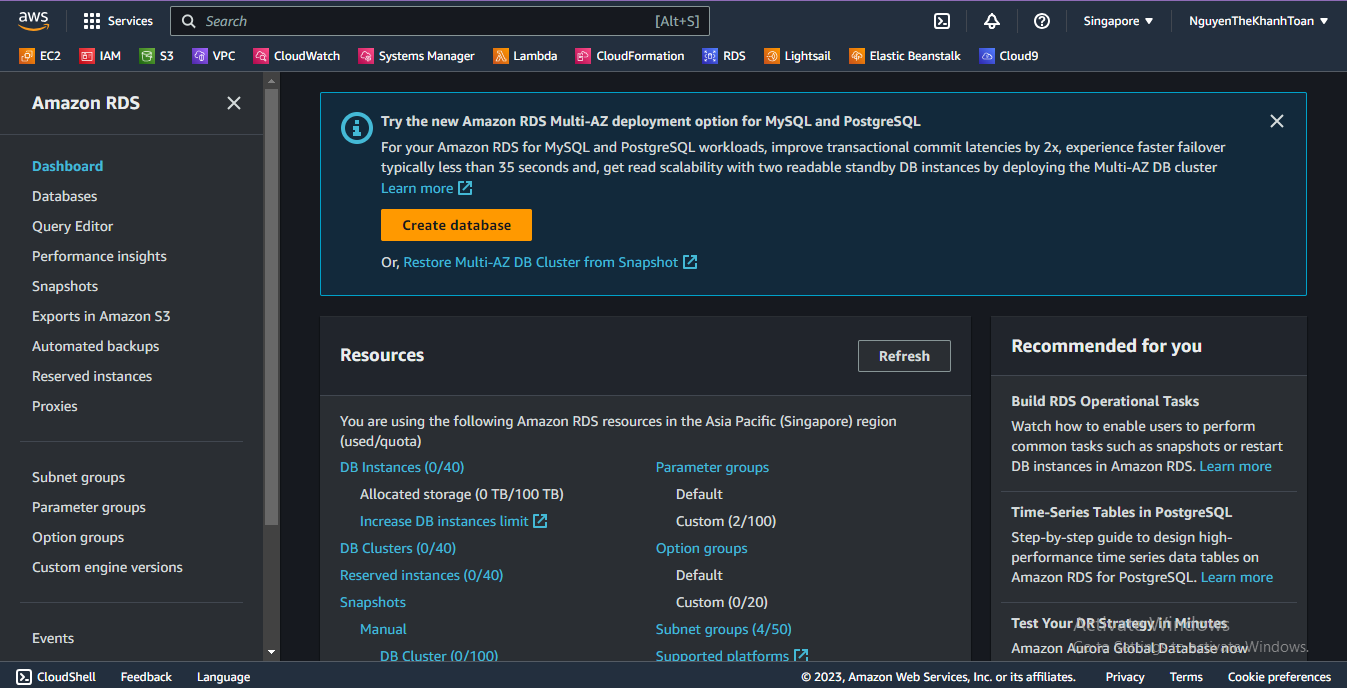 aws
Services
Search
[Alt+S]
Singapore
NguyenTheKhanhToan
EC2
IAM
S3
VPC
CloudWatch
Systems Manager
Lambda
CloudFormation
RDS
Lightsail
Elastic Beanstalk
Cloud9
Amazon RDS
Dashboard
Databases
Query Editor
Performance insights
Snapshots
Exports in Amazon S3
Automated backups
Reserved instances
Proxies
Subnet groups
Parameter groups
Option groups
Custom engine versions
Events
Try the new Amazon RDS Multi-AZ deployment option for MySQL and PostgreSQL
For your Amazon RDS for MySQL and PostgreSQL workloads, improve transactional commit latencies by 2x, experience faster failover
typically less than 35 seconds and, get read scalability with two readable standby DB instances by deploying the Multi-AZ DB cluster
Learn more
Create database
Or, Restore Multi-AZ DB Cluster from Snapshot
Resources
Refresh
You are using the following Amazon RDS resources in the Asia Pacific (Singapore) region
(used/quota)
DB Instances (0/40)
Allocated storage (0 TB/100 TB)
Increase DB instances limit
DB Clusters (0/40)
Reserved instances (0/40)
Snapshots
Manual
DB Cluster (0/100)
Parameter groups
Default
Custom (2/100)
Option groups
Default
Custom (0/20)
Subnet groups (4/50)
Supported platforms
Recommended for you
Build RDS Operational Tasks
Watch how to enable users to perform
common tasks such as snapshots or restart
DB instances in Amazon RDS. Learn more
Time-Series Tables in PostgreSQL
Step-by-step guide to design high-
performance time series data tables on
Amazon RDS for PostgreSQL. Learn more
Test Your DR Strategy in Minutes
Amazon Aurora Global Database now
Activate Windows
Go to Settings to activate Windows.
CloudShell
Feedback
Language
© 2023, Amazon Web Services, Inc. or its affiliates.
Privacy
Terms
Cookie preferences